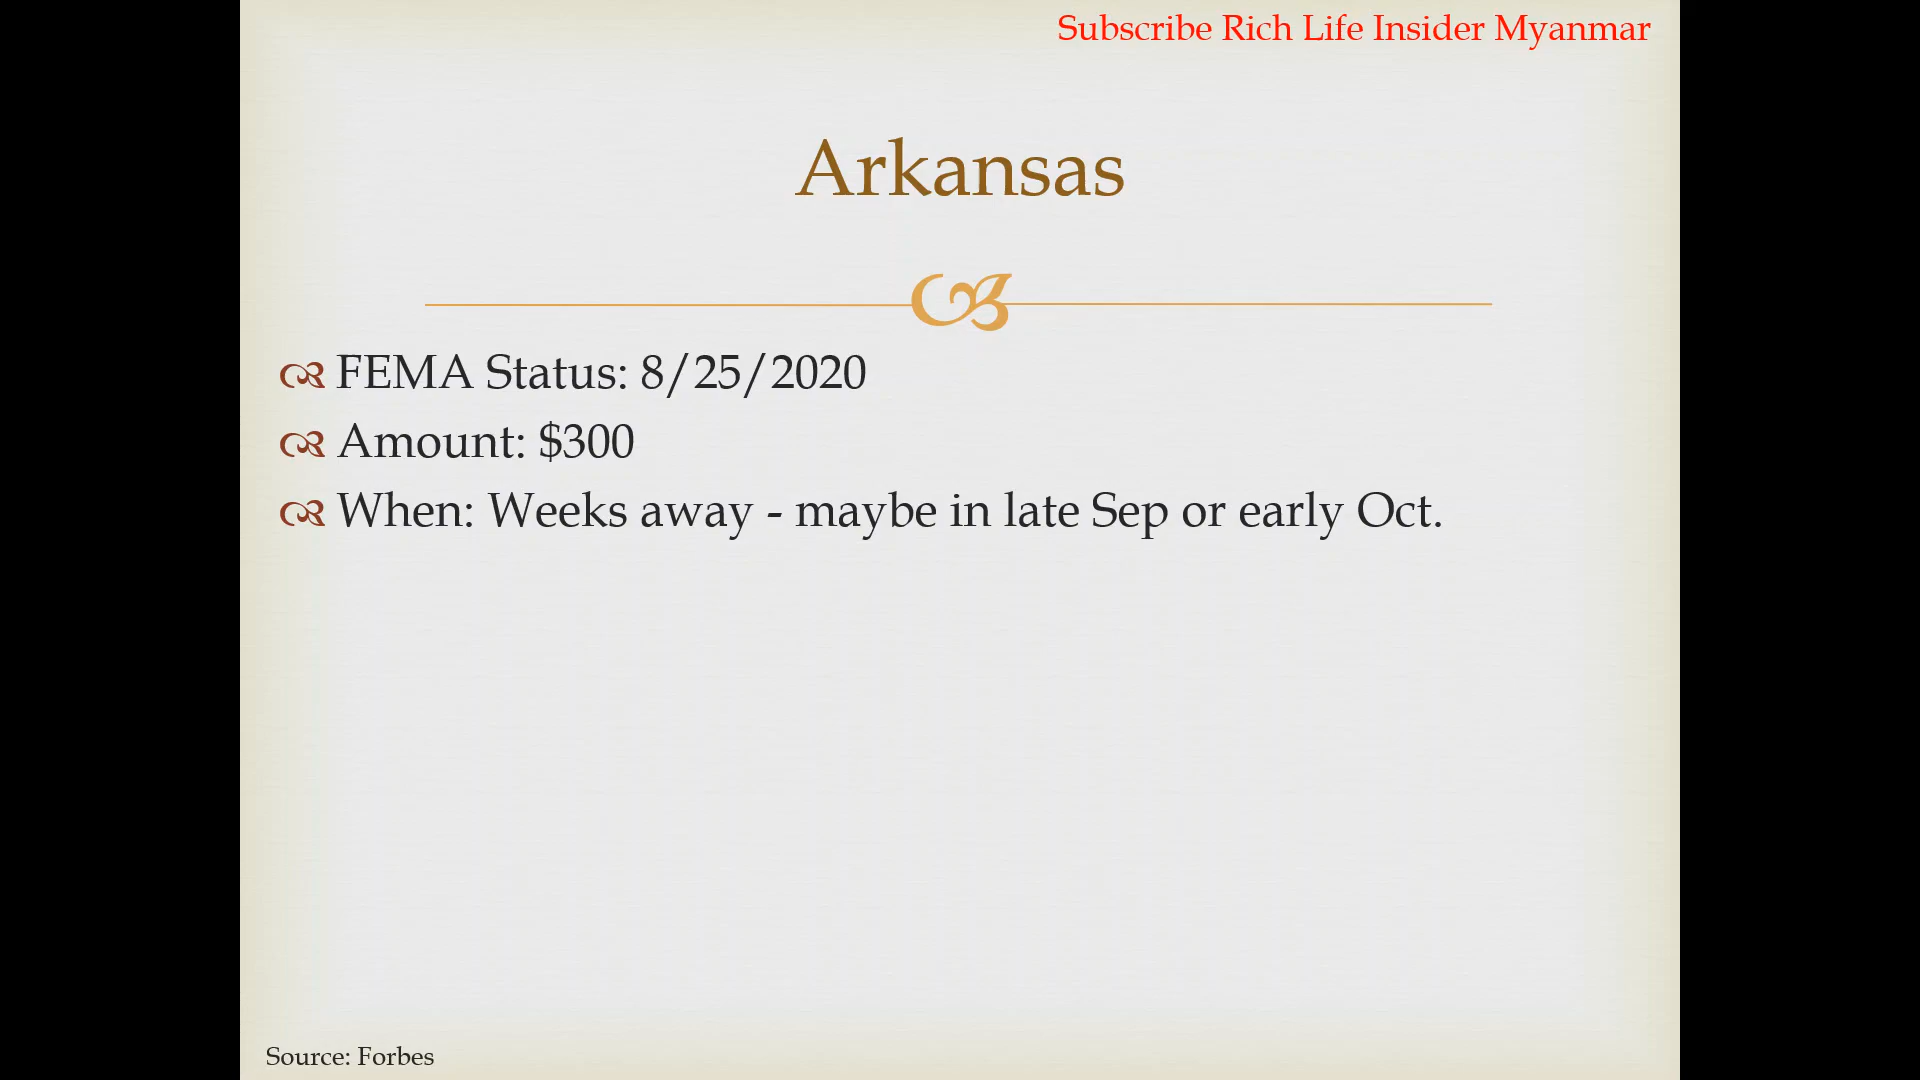 Subscribe Rich Life Insider Myanmar
Arkansas
FEMA Status: 8/25/2020
Amount: $300
When: Weeks away - maybe in late Sep or early Oct.
Source: Forbes